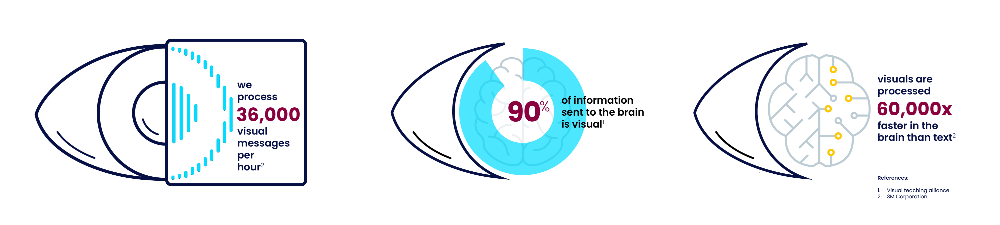 we
process
36,000
visual
messages
per
hour2
90%
of information
sent to the brain
is visual1
visuals are
processed
60,000x
faster in the
brain than text2
References:
1. Visual teaching alliance
2. 3M Corporation